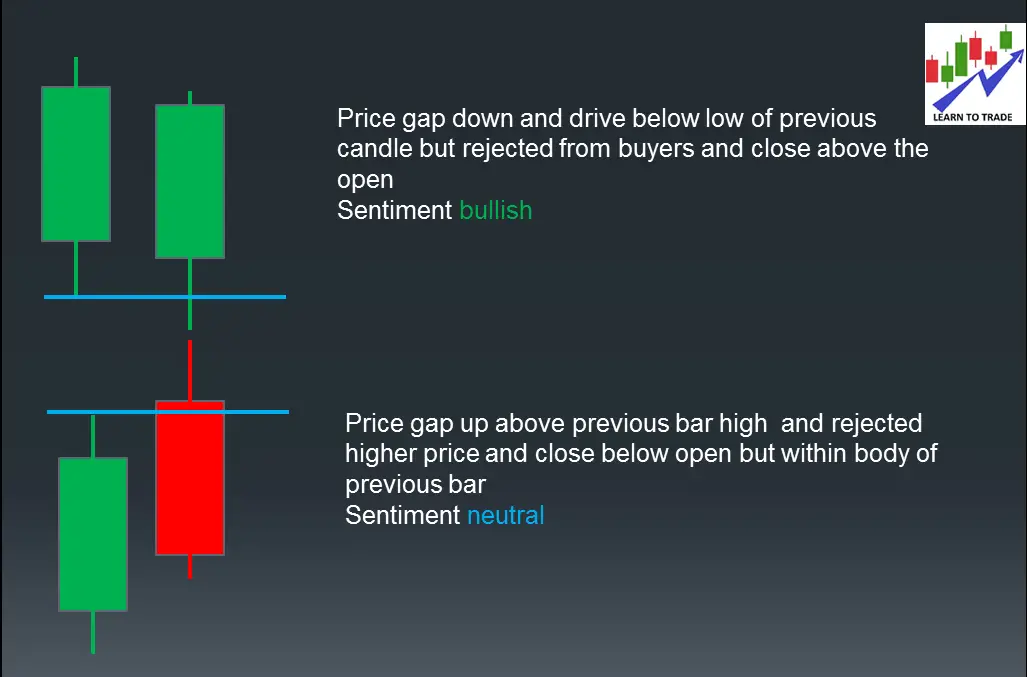 LEARN TO TRADE
Price gap down and drive below low of previous
candle but rejected from buyers and close above the
open
Sentiment bullish
Price gap up above previous bar high  and rejected
higher price and close below open but within body of
previous bar
Sentiment neutral